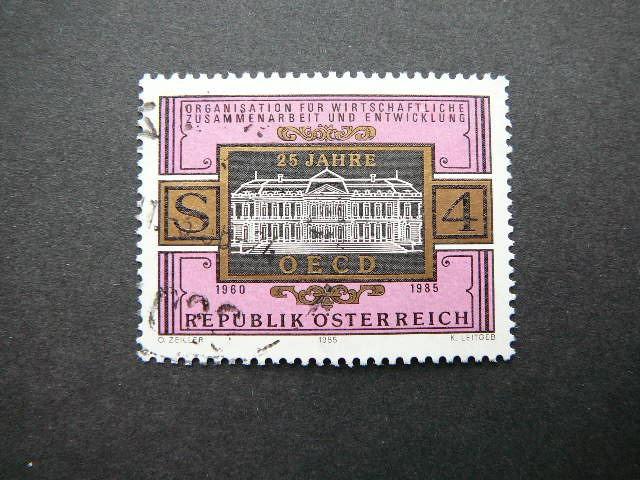 ORGANISATION FÜR WIRTSCHAFTLICHE
ZUSAMMENARBEIT UND ENTWICKLUNG
25 JAHRE
S 4
OECD
1960 1985
REPUBLIK ÖSTERREICH
O. ZEILLER 1985 K. LEITGEB